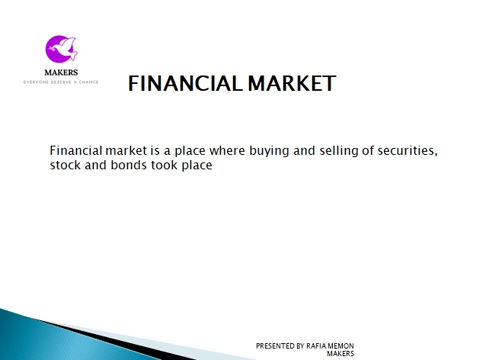 MAKERS
EVERYONE DESERVE A CHANCE
FINANCIAL MARKET
Financial market is a place where buying and selling of securities,
stock and bonds took place
PRESENTED BY RAFIA MEMON
MAKERS